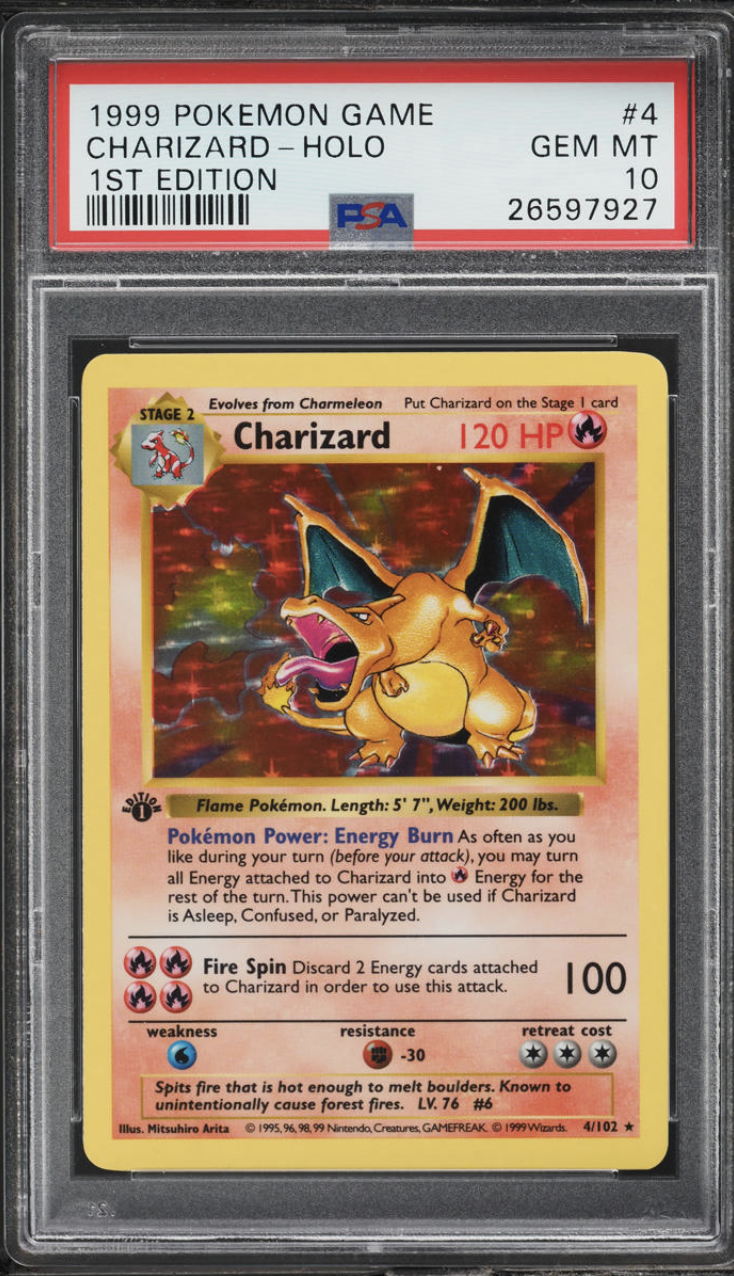 1999 POKEMON GAME #4
CHARIZARD – HOLO GEM MT
1ST EDITION 10
PSA 26597927
Evolves from Charmeleon Put Charizard on the Stage 1 card
STAGE 2
Charizard 120 HP
EDITION
1
Flame Pokémon. Length: 5' 7", Weight: 200 lbs.
Pokémon Power: Energy Burn As often as you
like during your turn (before your attack), you may turn
all Energy attached to Charizard into Energy for the
rest of the turn. This power can't be used if Charizard
is Asleep, Confused, or Paralyzed.
Fire Spin Discard 2 Energy cards attached
to Charizard in order to use this attack.
100
weakness resistance retreat cost
-30
Spits fire that is hot enough to melt boulders. Known to
unintentionally cause forest fires. LV. 76 #6
Illus. Mitsuhiro Arita © 1995, 96, 98, 99 Nintendo, Creatures, GAMEFREAK. © 1999 Wizards. 4/102 ★